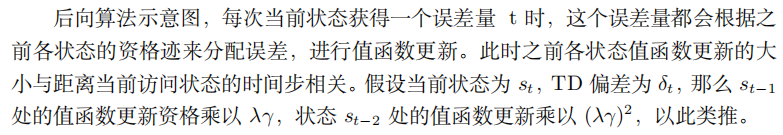 后向算法示意图，每次当前状态获得一个误差量 t 时，这个误差量都会根据之
前各状态的资格迹来分配误差，进行值函数更新。此时之前各状态值函数更新的大
小与距离当前访问状态的时间步相关。假设当前状态为 $s_t$, TD 偏差为 $\delta_t$, 那么 $s_{t-1}$
处的值函数更新资格乘以 $\lambda\gamma$, 状态 $s_{t-2}$ 处的值函数更新乘以 $(\lambda\gamma)^2$, 以此类推。